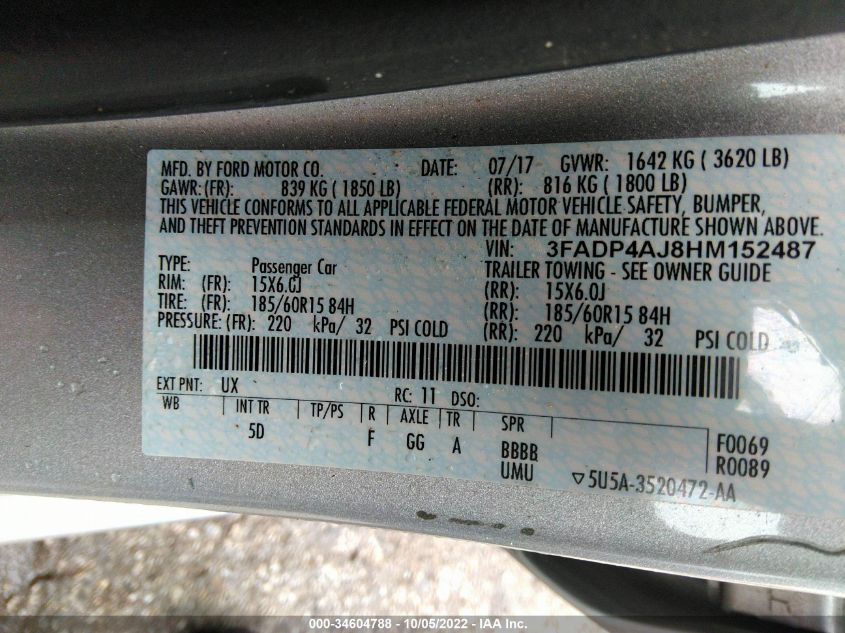 MFD. BY FORD MOTOR CO. DATE: 07/17 GVWR: 1642 KG ( 3620 LB)
GAWR: (FR): 839 KG ( 1850 LB) (RR): 816 KG ( 1800 LB)
THIS VEHICLE CONFORMS TO ALL APPLICABLE FEDERAL MOTOR VEHICLE SAFETY, BUMPER,
AND THEFT PREVENTION STANDARDS IN EFFECT ON THE DATE OF MANUFACTURE SHOWN ABOVE.
VIN: 3FADP4AJ8HM152487
TYPE: Passenger Car TRAILER TOWING - SEE OWNER GUIDE
RIM: (FR): 15X6.0J (RR): 15X6.0J
TIRE: (FR): 185/60R15 84H (RR): 185/60R15 84H
PRESSURE: (FR): 220 kPa/ 32 PSI COLD (RR): 220 kPa/ 32 PSI COLD
EXT PNT: UX RC: 11 DSO:
WB INT TR TP/PS R AXLE TR SPR
5D F GG A BBBB F0069
UMU R0089
▽5U5A-3520472-AA
000-34604788 - 10/05/2022 - IAA Inc.